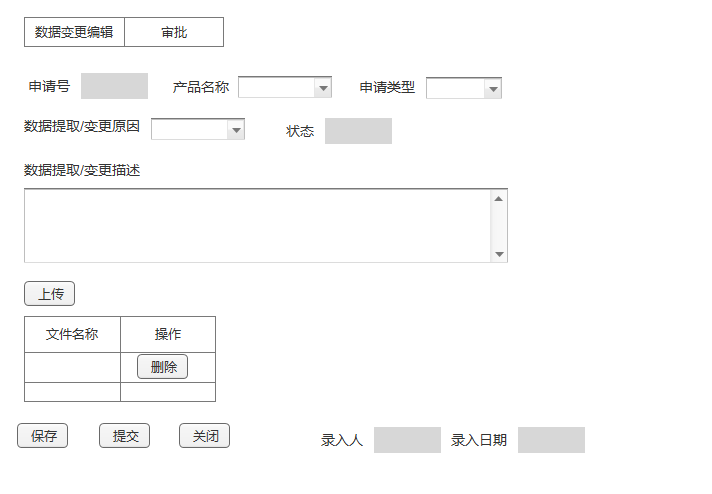 数据变更编辑 审批
申请号 产品名称 申请类型
数据提取/变更原因 状态
数据提取/变更描述
上传
文件名称 操作
删除
保存 提交 关闭 录入人 录入日期